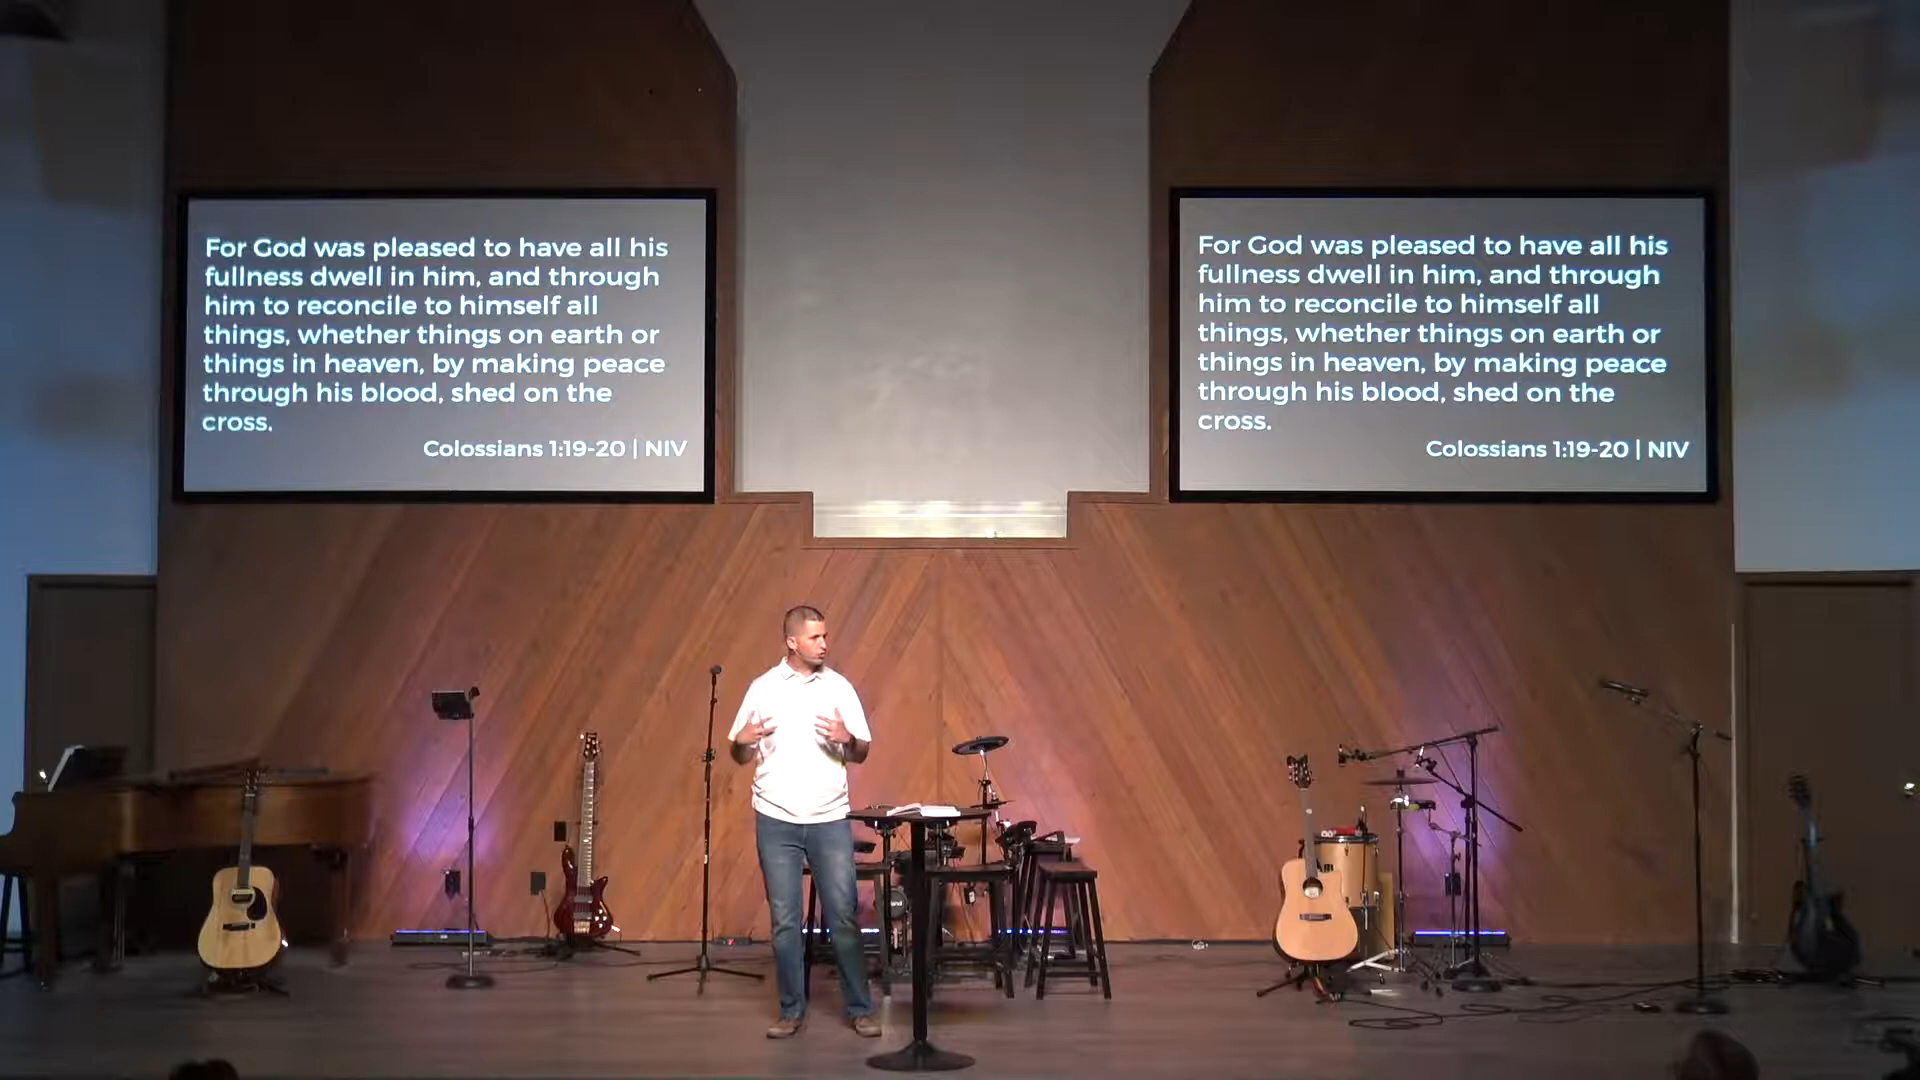 For God was pleased to have all his
fullness dwell in him, and through
him to reconcile to himself all
things, whether things on earth or
things in heaven, by making peace
through his blood, shed on the
cross.
Colossians 1:19-20 | NIV
For God was pleased to have all his
fullness dwell in him, and through
him to reconcile to himself all
things, whether things on earth or
things in heaven, by making peace
through his blood, shed on the
cross.
Colossians 1:19-20 | NIV